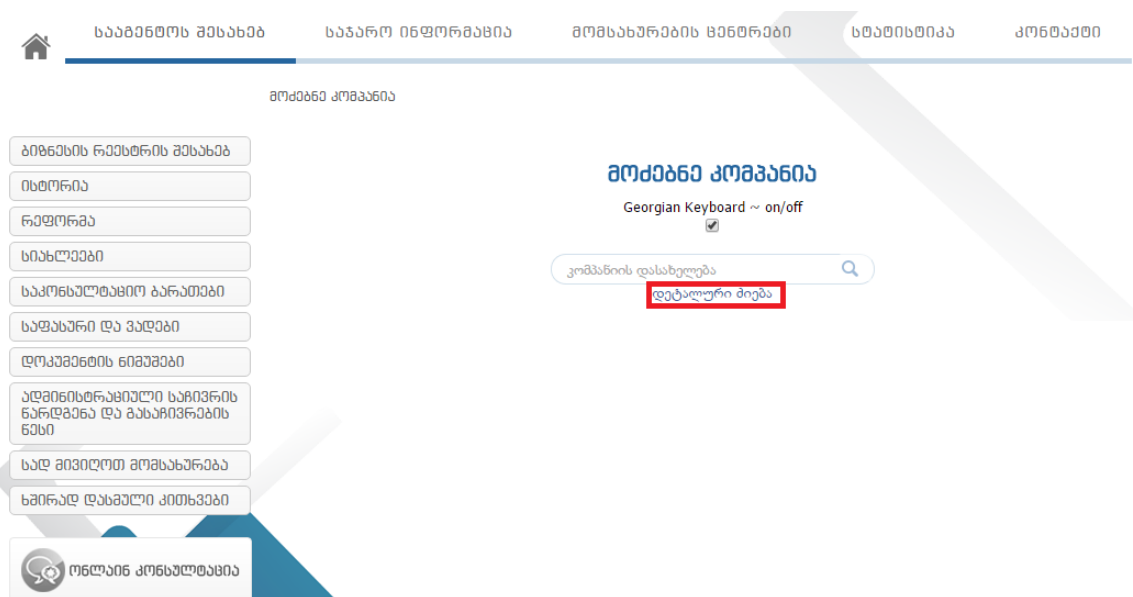 სააგენტოს შესახებ
საჯარო ინფორმაცია
მომსახურების ცენტრები
სტატისტიკა
კონტაქტი
მოძებნე კომპანია
ბიზნესის რეესტრის შესახებ
ისტორია
რეფორმა
სიახლეები
საკონსულტაციო ბარათები
საფასური და ვადები
დოკუმენტის ნიმუშები
ადმინისტრაციული საჩივრის
წარდგენა და გასაჩივრების
წესი
სად მივიღოთ მომსახურება
ხშირად დასმული კითხვები
ონლაინ კონსულტაცია
მოძებნე კომპანია
Georgian Keyboard ~ on/off
კომპანიის დასახელება
დეტალური ძიება